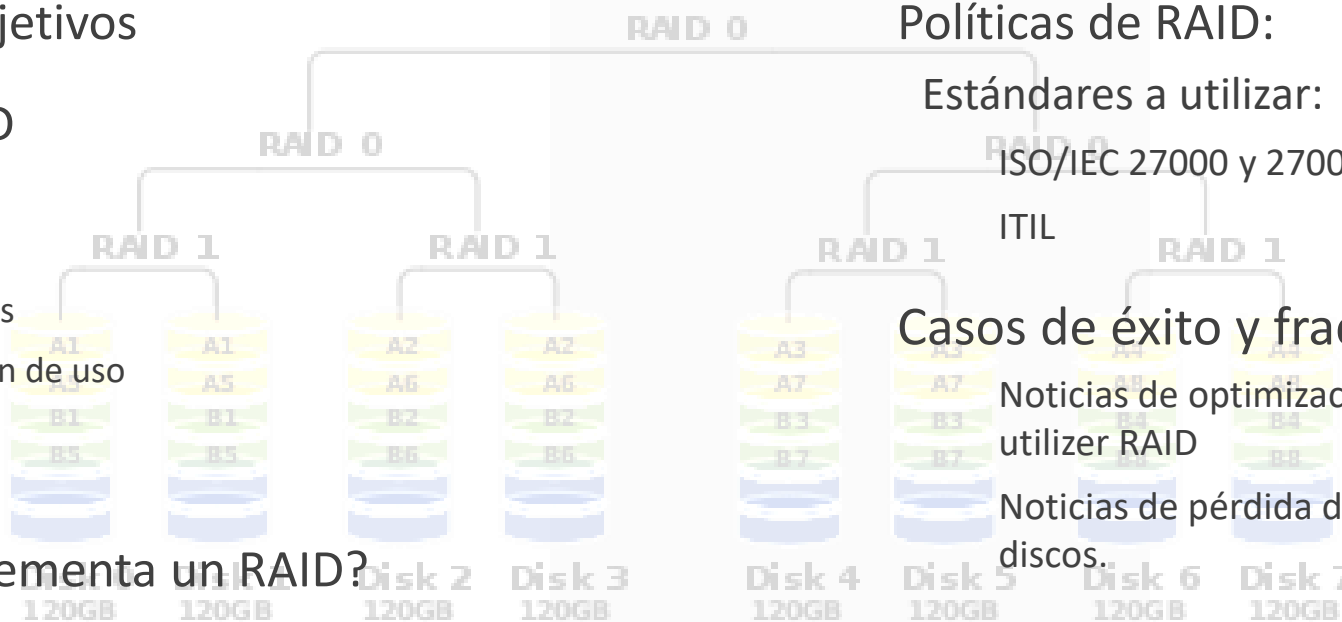 jetivos
RAID 0
Políticas de RAID:
Estándares a utilizar:
RAID 0
RAID 0
ISO/IEC 27000 y 2700
ITIL
RAID 1
RAID 1
RAID 1
RAID 1
s
n de uso
Casos de éxito y frac
Noticias de optimizac
utilizer RAID
Noticias de pérdida d
discos.
A1 A1 A2 A2 A3 A3 A4 A4
A5 A5 A6 A6 A7 A7 A8 A8
B1 B1 B2 B2 B3 B3 B4 B4
B5 B5 B6 B6 B7 B7 B8 B8
ementa un RAID?
Disk 2 Disk 3 Disk 4 Disk 5 Disk 6 Disk 7
120GB 120GB 120GB 120GB 120GB 120GB 120GB 120GB